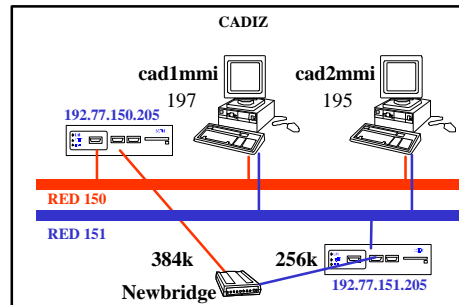 CADIZ
cad1mmi
197
cad2mmi
195
192.77.150.205
RED 150
RED 151
384k
256k
Newbridge
192.77.151.205